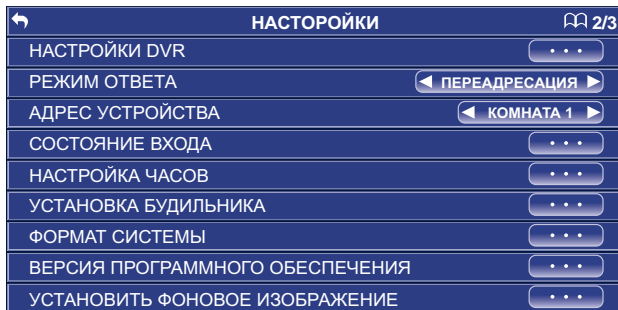 НАСТОРОЙКИ 2/3
НАСТРОЙКИ DVR
РЕЖИМ ОТВЕТА ПЕРЕАДРЕСАЦИЯ
АДРЕС УСТРОЙСТВА КОМНАТА 1
СОСТОЯНИЕ ВХОДА
НАСТРОЙКА ЧАСОВ
УСТАНОВКА БУДИЛЬНИКА
ФОРМАТ СИСТЕМЫ
ВЕРСИЯ ПРОГРАММНОГО ОБЕСПЕЧЕНИЯ
УСТАНОВИТЬ ФОНОВОЕ ИЗОБРАЖЕНИЕ